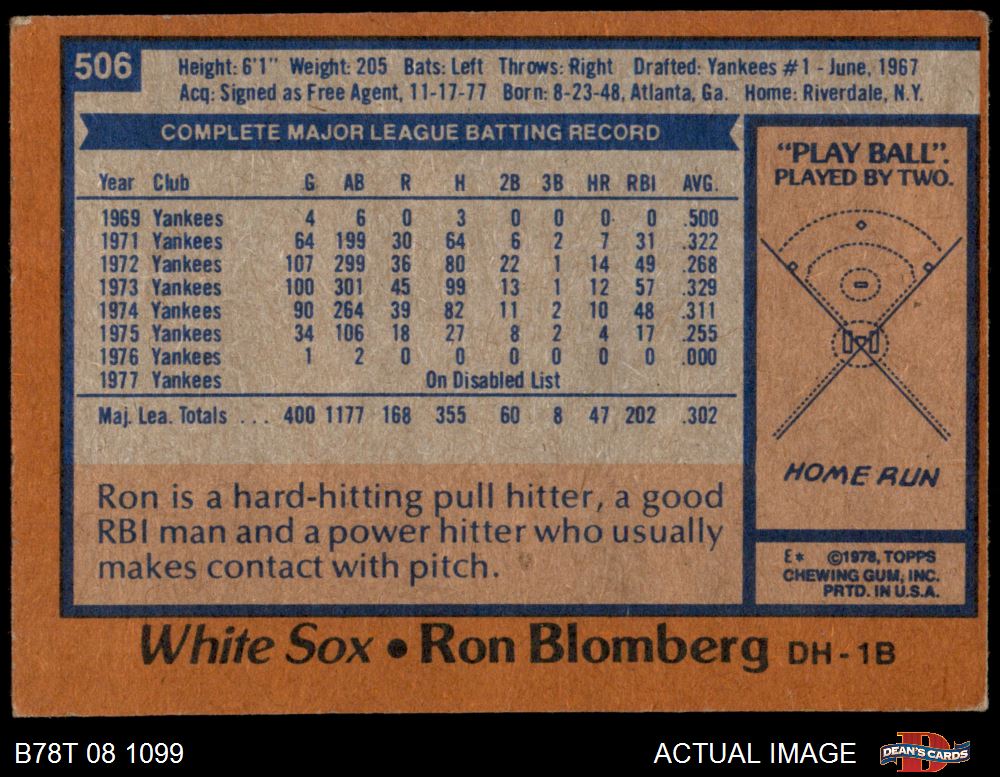 506
Height: 6'1" Weight: 205 Bats: Left Throws: Right Drafted: Yankees #1 - June, 1967
Acq: Signed as Free Agent, 11-17-77 Born: 8-23-48, Atlanta, Ga. Home: Riverdale, N.Y.
COMPLETE MAJOR LEAGUE BATTING RECORD
Year Club G AB R H 2B 3B HR RBI AVG.
1969 Yankees 4 6 0 3 0 0 0 0 .500
1971 Yankees 64 199 30 64 6 2 7 31 .322
1972 Yankees 107 299 36 80 22 1 14 49 .268
1973 Yankees 100 301 45 99 13 1 12 57 .329
1974 Yankees 90 264 39 82 11 2 10 48 .311
1975 Yankees 34 106 18 27 8 2 4 17 .255
1976 Yankees 1 2 0 0 0 0 0 0 .000
1977 Yankees On Disabled List
Maj. Lea. Totals ... 400 1177 168 355 60 8 47 202 .302
Ron is a hard-hitting pull hitter, a good
RBI man and a power hitter who usually
makes contact with pitch.
"PLAY BALL".
PLAYED BY TWO.
HOME RUN
E* ©1978, TOPPS
CHEWING GUM, INC.
PRTD. IN U.S.A.
White Sox • Ron Blomberg DH - 1B
B78T 08 1099
ACTUAL IMAGE
D
DEAN'S CARDS